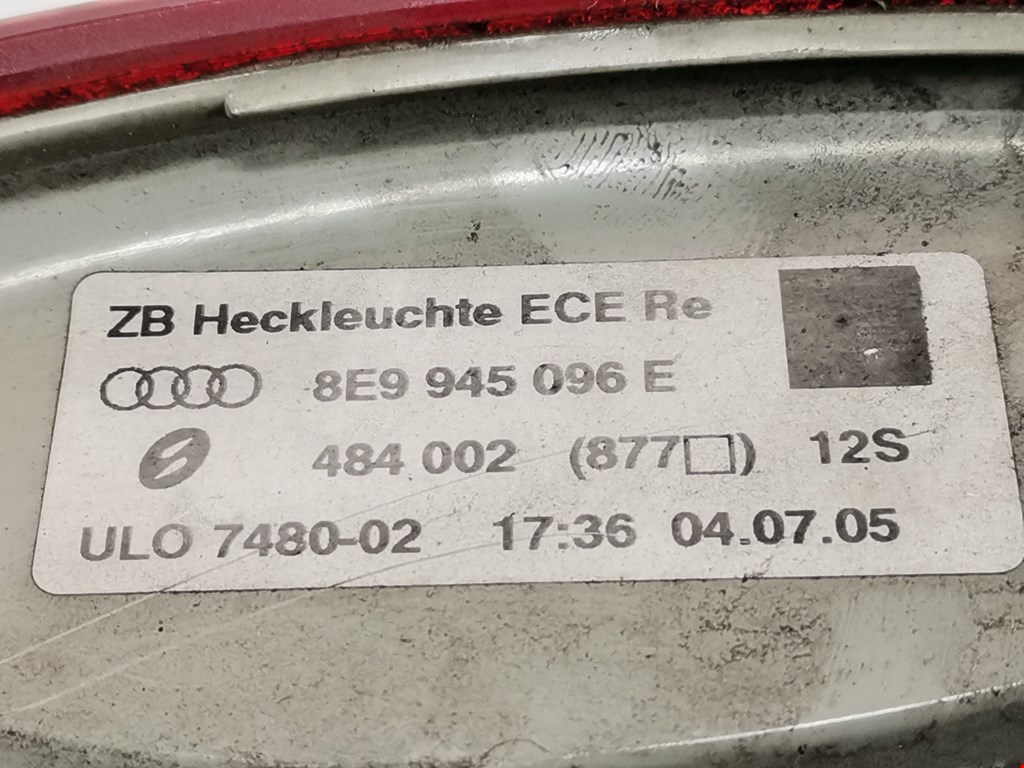 ZB Heckleuchte ECE Re
8E9 945 096 E
484 002 (877□) 12S
ULO 7480-02 17:36 04.07.05